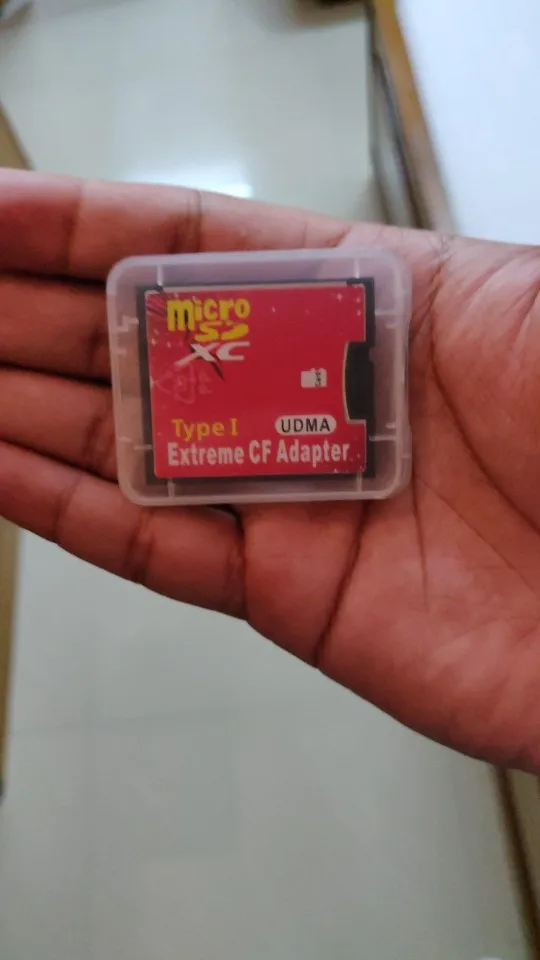 micro
SD
XC
Type I
UDMA
Extreme CF Adapter